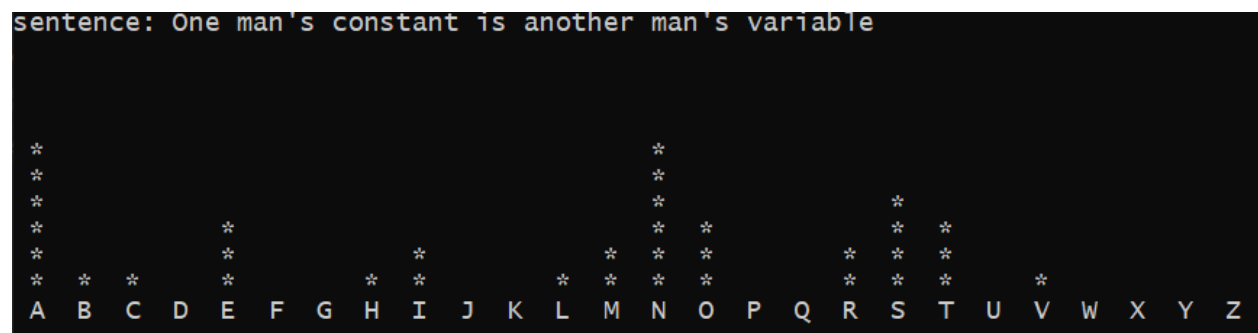 sentence: One man's constant is another man's variable
* *
* *
* * *
* * * * * *
* * * * * * * * *
* * * * * * * * * * * * *
A B C D E F G H I J K L M N O P Q R S T U V W X Y Z